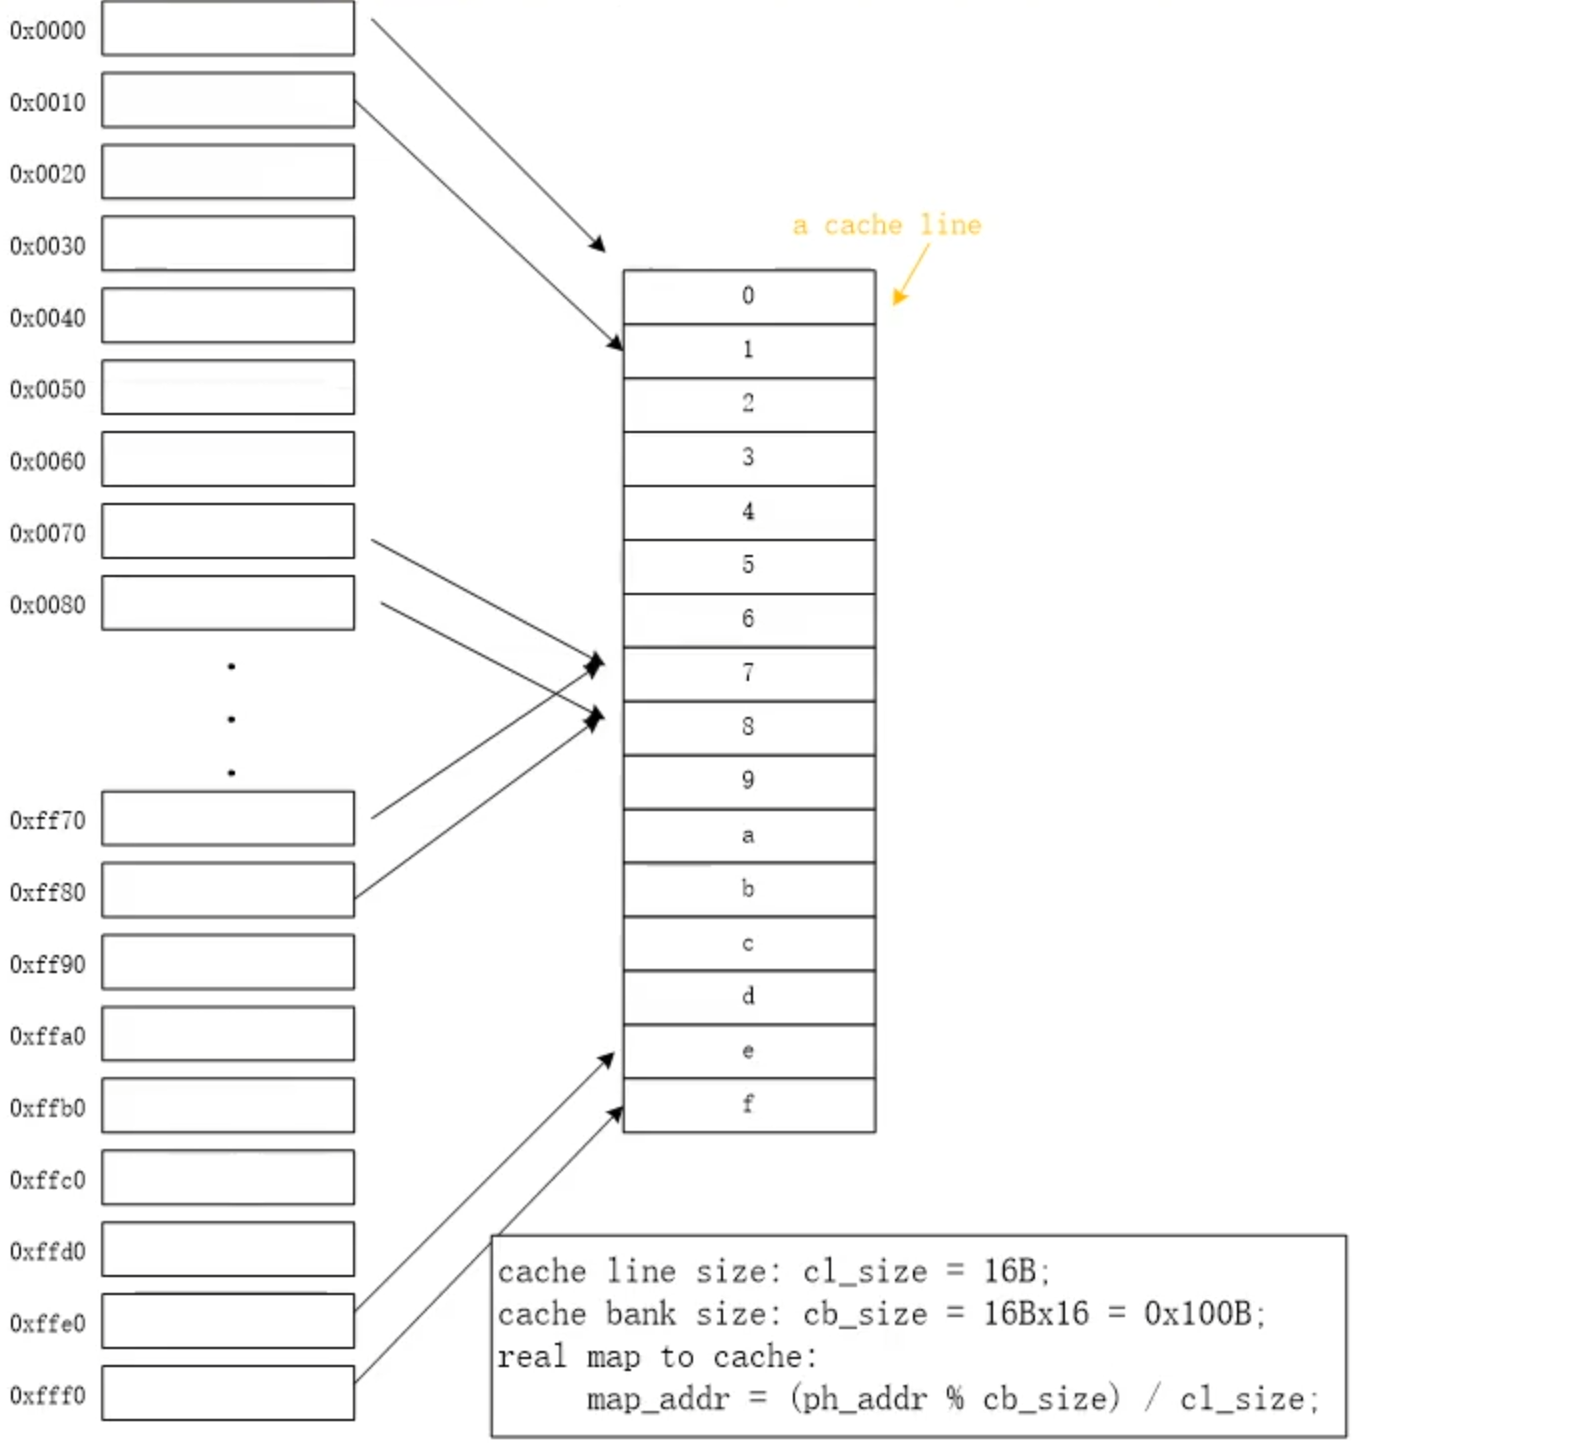 0x0000
0x0010
0x0020
0x0030
0x0040
0x0050
0x0060
0x0070
0x0080
0xff70
0xff80
0xff90
0xffa0
0xffb0
0xffc0
0xffd0
0xffe0
0xfff0
a cache line
0
1
2
3
4
5
6
7
8
9
a
b
c
d
e
f
cache line size: cl_size = 16B;
cache bank size: cb_size = 16Bx16 = 0x100B;
real map to cache:
map_addr = (ph_addr % cb_size) / cl_size;